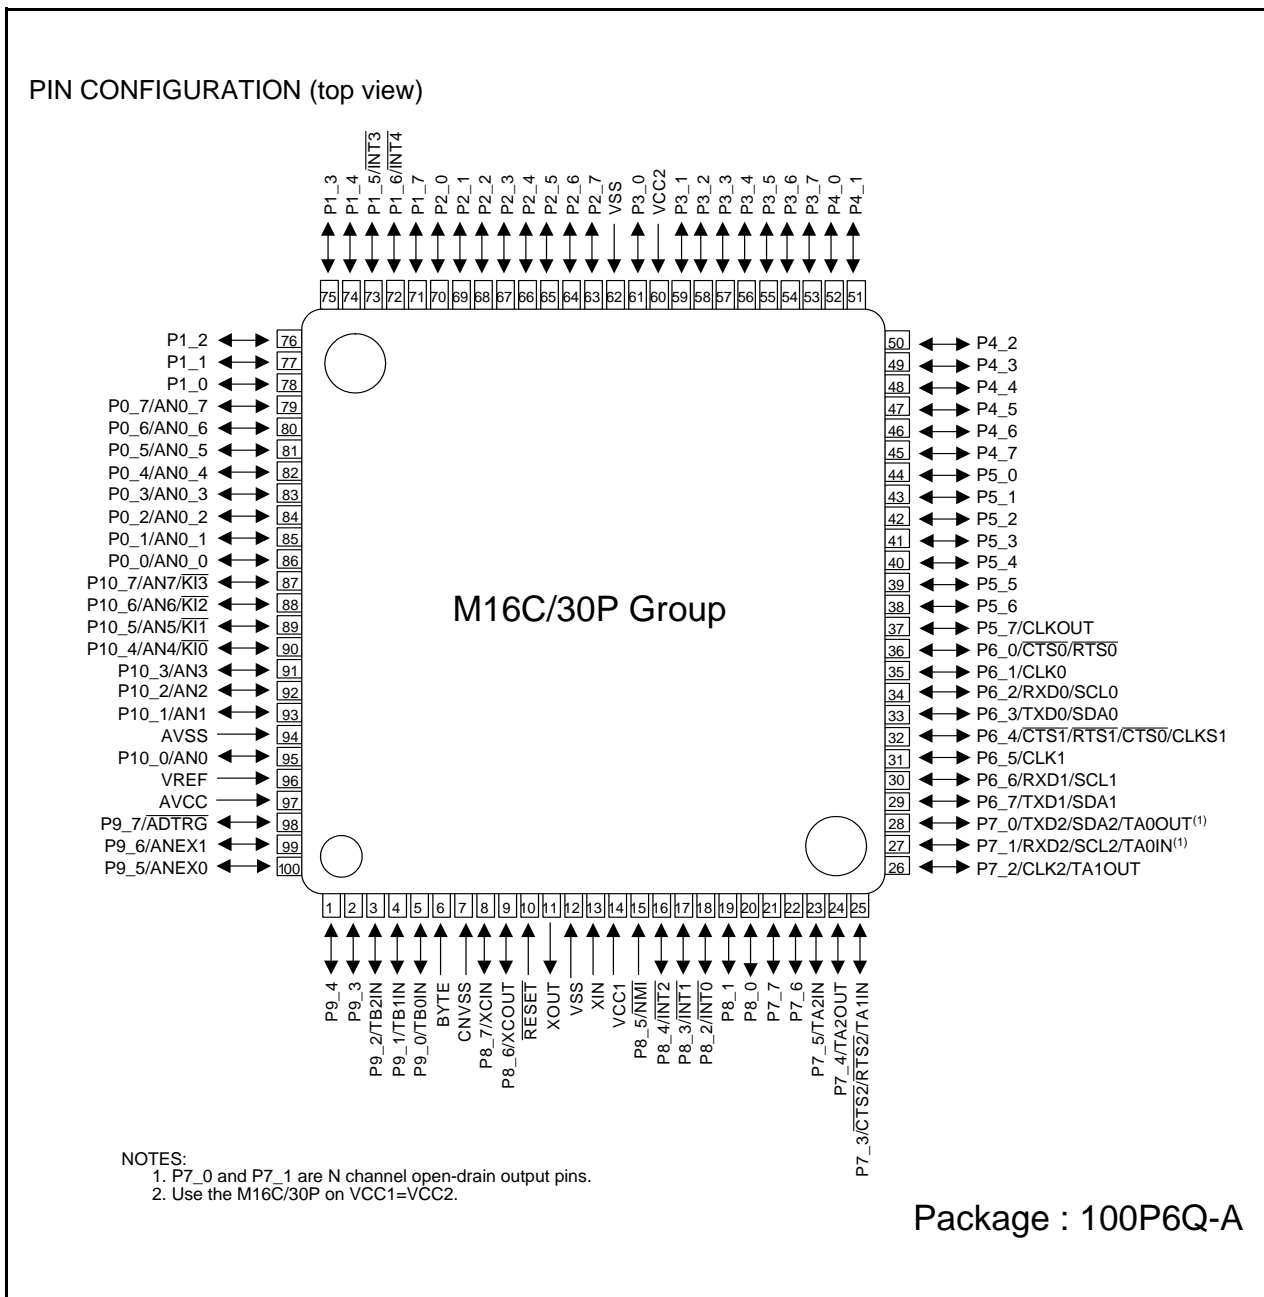 PIN CONFIGURATION (top view)
P1_3
P1_4
P1_5/INT3
P1_6/INT4
P1_7
P2_0
P2_1
P2_2
P2_3
P2_4
P2_5
P2_6
P2_7
VSS
P3_0
VCC2
P3_1
P3_2
P3_3
P3_4
P3_5
P3_6
P3_7
P4_0
P4_1
75 74 73 72 71 70 69 68 67 66 65 64 63 62 61 60 59 58 57 56 55 54 53 52 51
P1_2 76
P1_1 77
P1_0 78
P0_7/AN0_7 79
P0_6/AN0_6 80
P0_5/AN0_5 81
P0_4/AN0_4 82
P0_3/AN0_3 83
P0_2/AN0_2 84
P0_1/AN0_1 85
P0_0/AN0_0 86
P10_7/AN7/KI3 87
P10_6/AN6/KI2 88
P10_5/AN5/KI1 89
P10_4/AN4/KI0 90
P10_3/AN3 91
P10_2/AN2 92
P10_1/AN1 93
AVSS 94
P10_0/AN0 95
VREF 96
AVCC 97
P9_7/ADTRG 98
P9_6/ANEX1 99
P9_5/ANEX0 100
M16C/30P Group
50 P4_2
49 P4_3
48 P4_4
47 P4_5
46 P4_6
45 P4_7
44 P5_0
43 P5_1
42 P5_2
41 P5_3
40 P5_4
39 P5_5
38 P5_6
37 P5_7/CLKOUT
36 P6_0/CTS0/RTS0
35 P6_1/CLK0
34 P6_2/RXD0/SCL0
33 P6_3/TXD0/SDA0
32 P6_4/CTS1/RTS1/CTS0/CLKS1
31 P6_5/CLK1
30 P6_6/RXD1/SCL1
29 P6_7/TXD1/SDA1
28 P7_0/TXD2/SDA2/TA0OUT(1)
27 P7_1/RXD2/SCL2/TA0IN(1)
26 P7_2/CLK2/TA1OUT
1 2 3 4 5 6 7 8 9 10 11 12 13 14 15 16 17 18 19 20 21 22 23 24 25
P9_4
P9_3
P9_2/TB2IN
P9_1/TB1IN
P9_0/TB0IN
BYTE
CNVSS
P8_7/XCIN
P8_6/XCOUT
RESET
XOUT
VSS
XIN
VCC1
P8_5/NMI
P8_4/INT2
P8_3/INT1
P8_2/INT0
P8_1
P8_0
P7_7
P7_6
P7_5/TA2IN
P7_4/TA2OUT
P7_3/CTS2/RTS2/TA1IN
NOTES:
1. P7_0 and P7_1 are N channel open-drain output pins.
2. Use the M16C/30P on VCC1=VCC2.
Package : 100P6Q-A